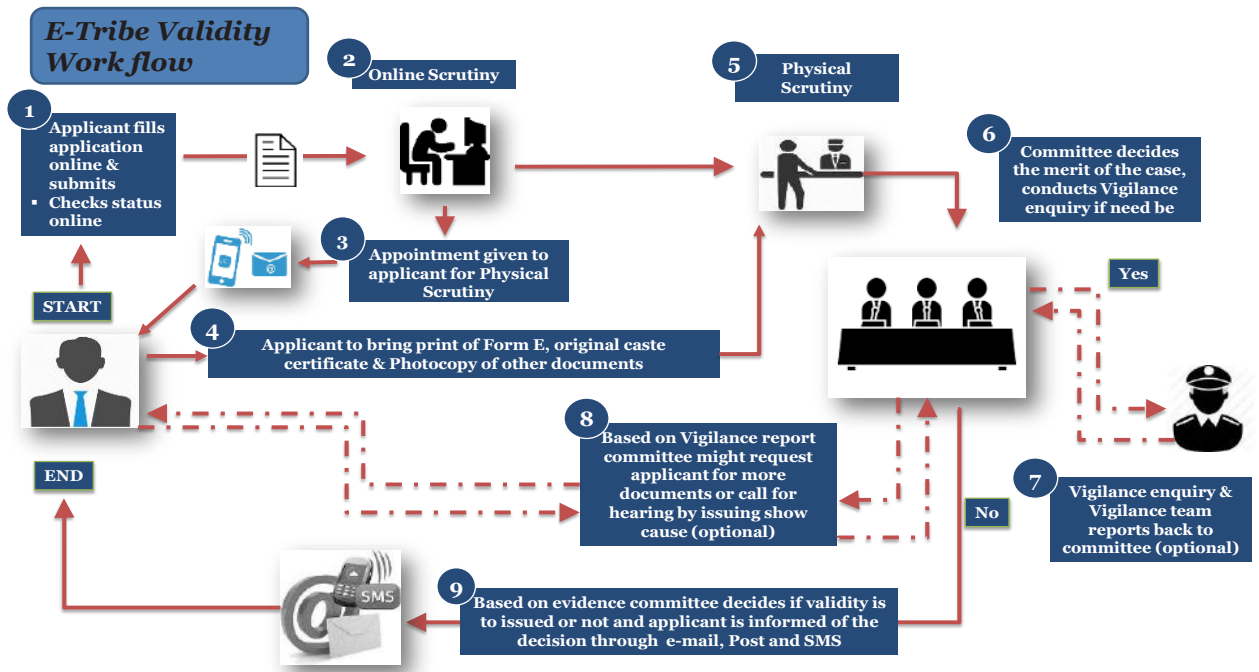 E-Tribe Validity
Work flow
1
▪ Applicant fills
application
online &
submits
▪ Checks status
online
2
Online Scrutiny
5
Physical
Scrutiny
6
Committee decides
the merit of the case,
conducts Vigilance
enquiry if need be
3
Appointment given to
applicant for Physical
Scrutiny
START
4
Applicant to bring print of Form E, original caste
certificate & Photocopy of other documents
Yes
8
Based on Vigilance report
committee might request
applicant for more
documents or call for
hearing by issuing show
cause (optional)
END
No
7
Vigilance enquiry &
Vigilance team
reports back to
committee (optional)
@
SMS
9
Based on evidence committee decides if validity is
to issued or not and applicant is informed of the
decision through e-mail, Post and SMS